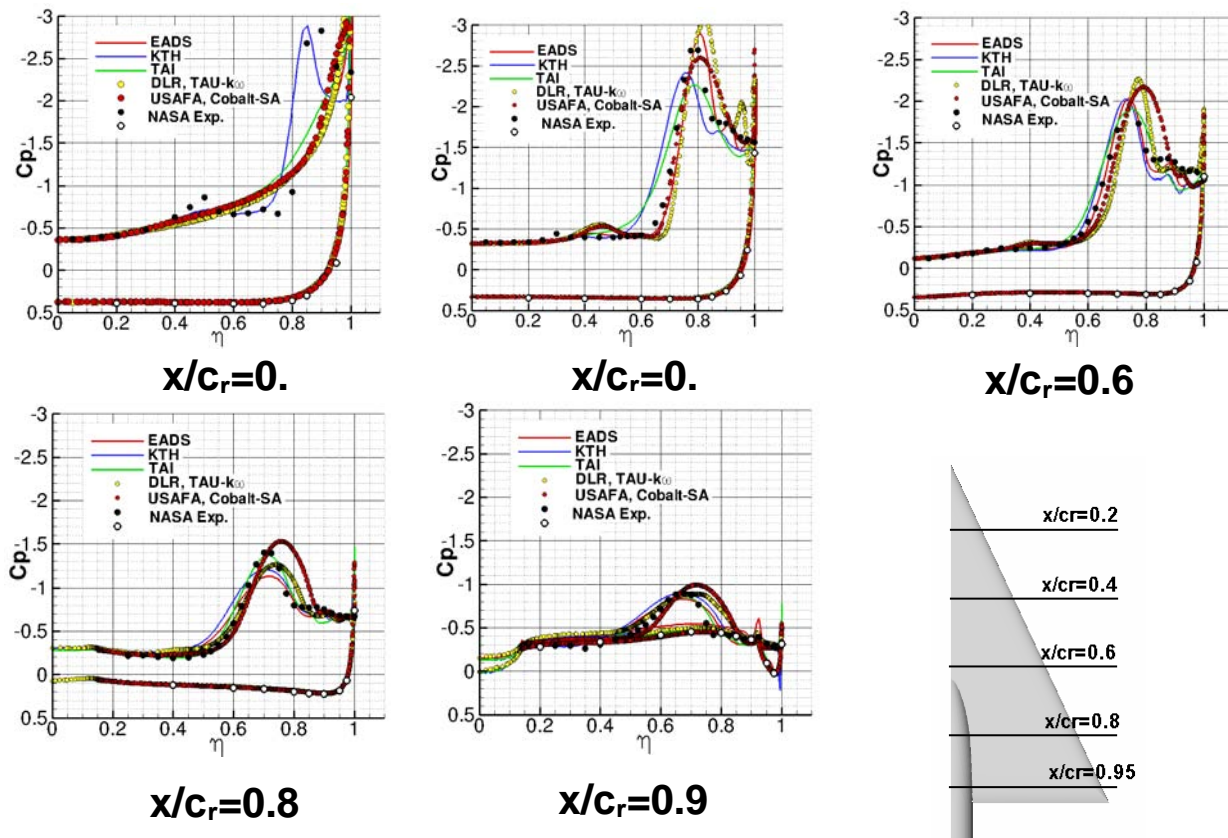 -3
-2.5
-2
-1.5
-1
-0.5
0
0.5
Cp
EADS
KTH
TAI
DLR, TAU-kω
USAFA, Cobalt-SA
NASA Exp.
0 0.2 0.4 0.6 0.8 1
η
x/cr=0.
-3
-2.5
-2
-1.5
-1
-0.5
0
0.5
Cp
EADS
KTH
TAI
DLR, TAU-kω
USAFA, Cobalt-SA
NASA Exp.
0 0.2 0.4 0.6 0.8 1
η
x/cr=0.
-3
-2.5
-2
-1.5
-1
-0.5
0
0.5
Cp
EADS
KTH
TAI
DLR, TAU-kω
USAFA, Cobalt-SA
NASA Exp.
0 0.2 0.4 0.6 0.8 1
η
x/cr=0.6
-3
-2.5
-2
-1.5
-1
-0.5
0
0.5
Cp
EADS
KTH
TAI
DLR, TAU-kω
USAFA, Cobalt-SA
NASA Exp.
0 0.2 0.4 0.6 0.8 1
η
x/cr=0.8
-3
-2.5
-2
-1.5
-1
-0.5
0
0.5
Cp
EADS
KTH
TAI
DLR, TAU-kω
USAFA, Cobalt-SA
NASA Exp.
0 0.2 0.4 0.6 0.8 1
η
x/cr=0.9
x/cr=0.2
x/cr=0.4
x/cr=0.6
x/cr=0.8
x/cr=0.95